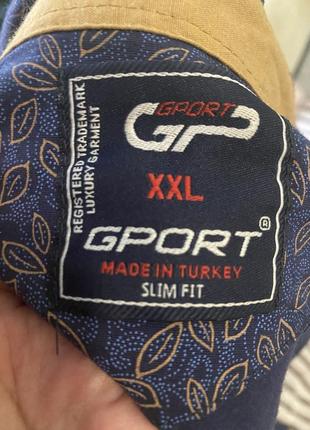 GPORT
GP
REGISTERED TRADEMARK
LUXURY GARMENT
XXL
GPORT®
MADE IN TURKEY
SLIM FIT